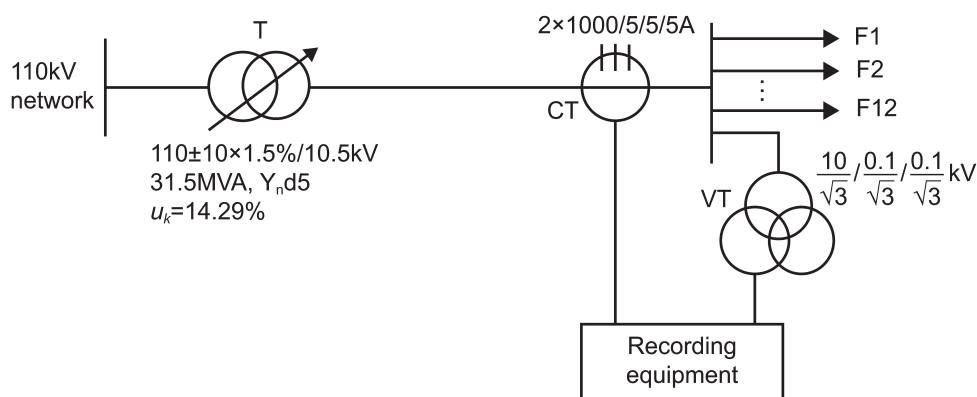 T
2×1000/5/5/5A
F1
F2
F12
110kV
network
CT
110±10×1.5%/10.5kV
31.5MVA, Yₙd5
uₖ=14.29%
VT
10/√3 / 0.1/√3 / 0.1/√3 kV
Recording
equipment